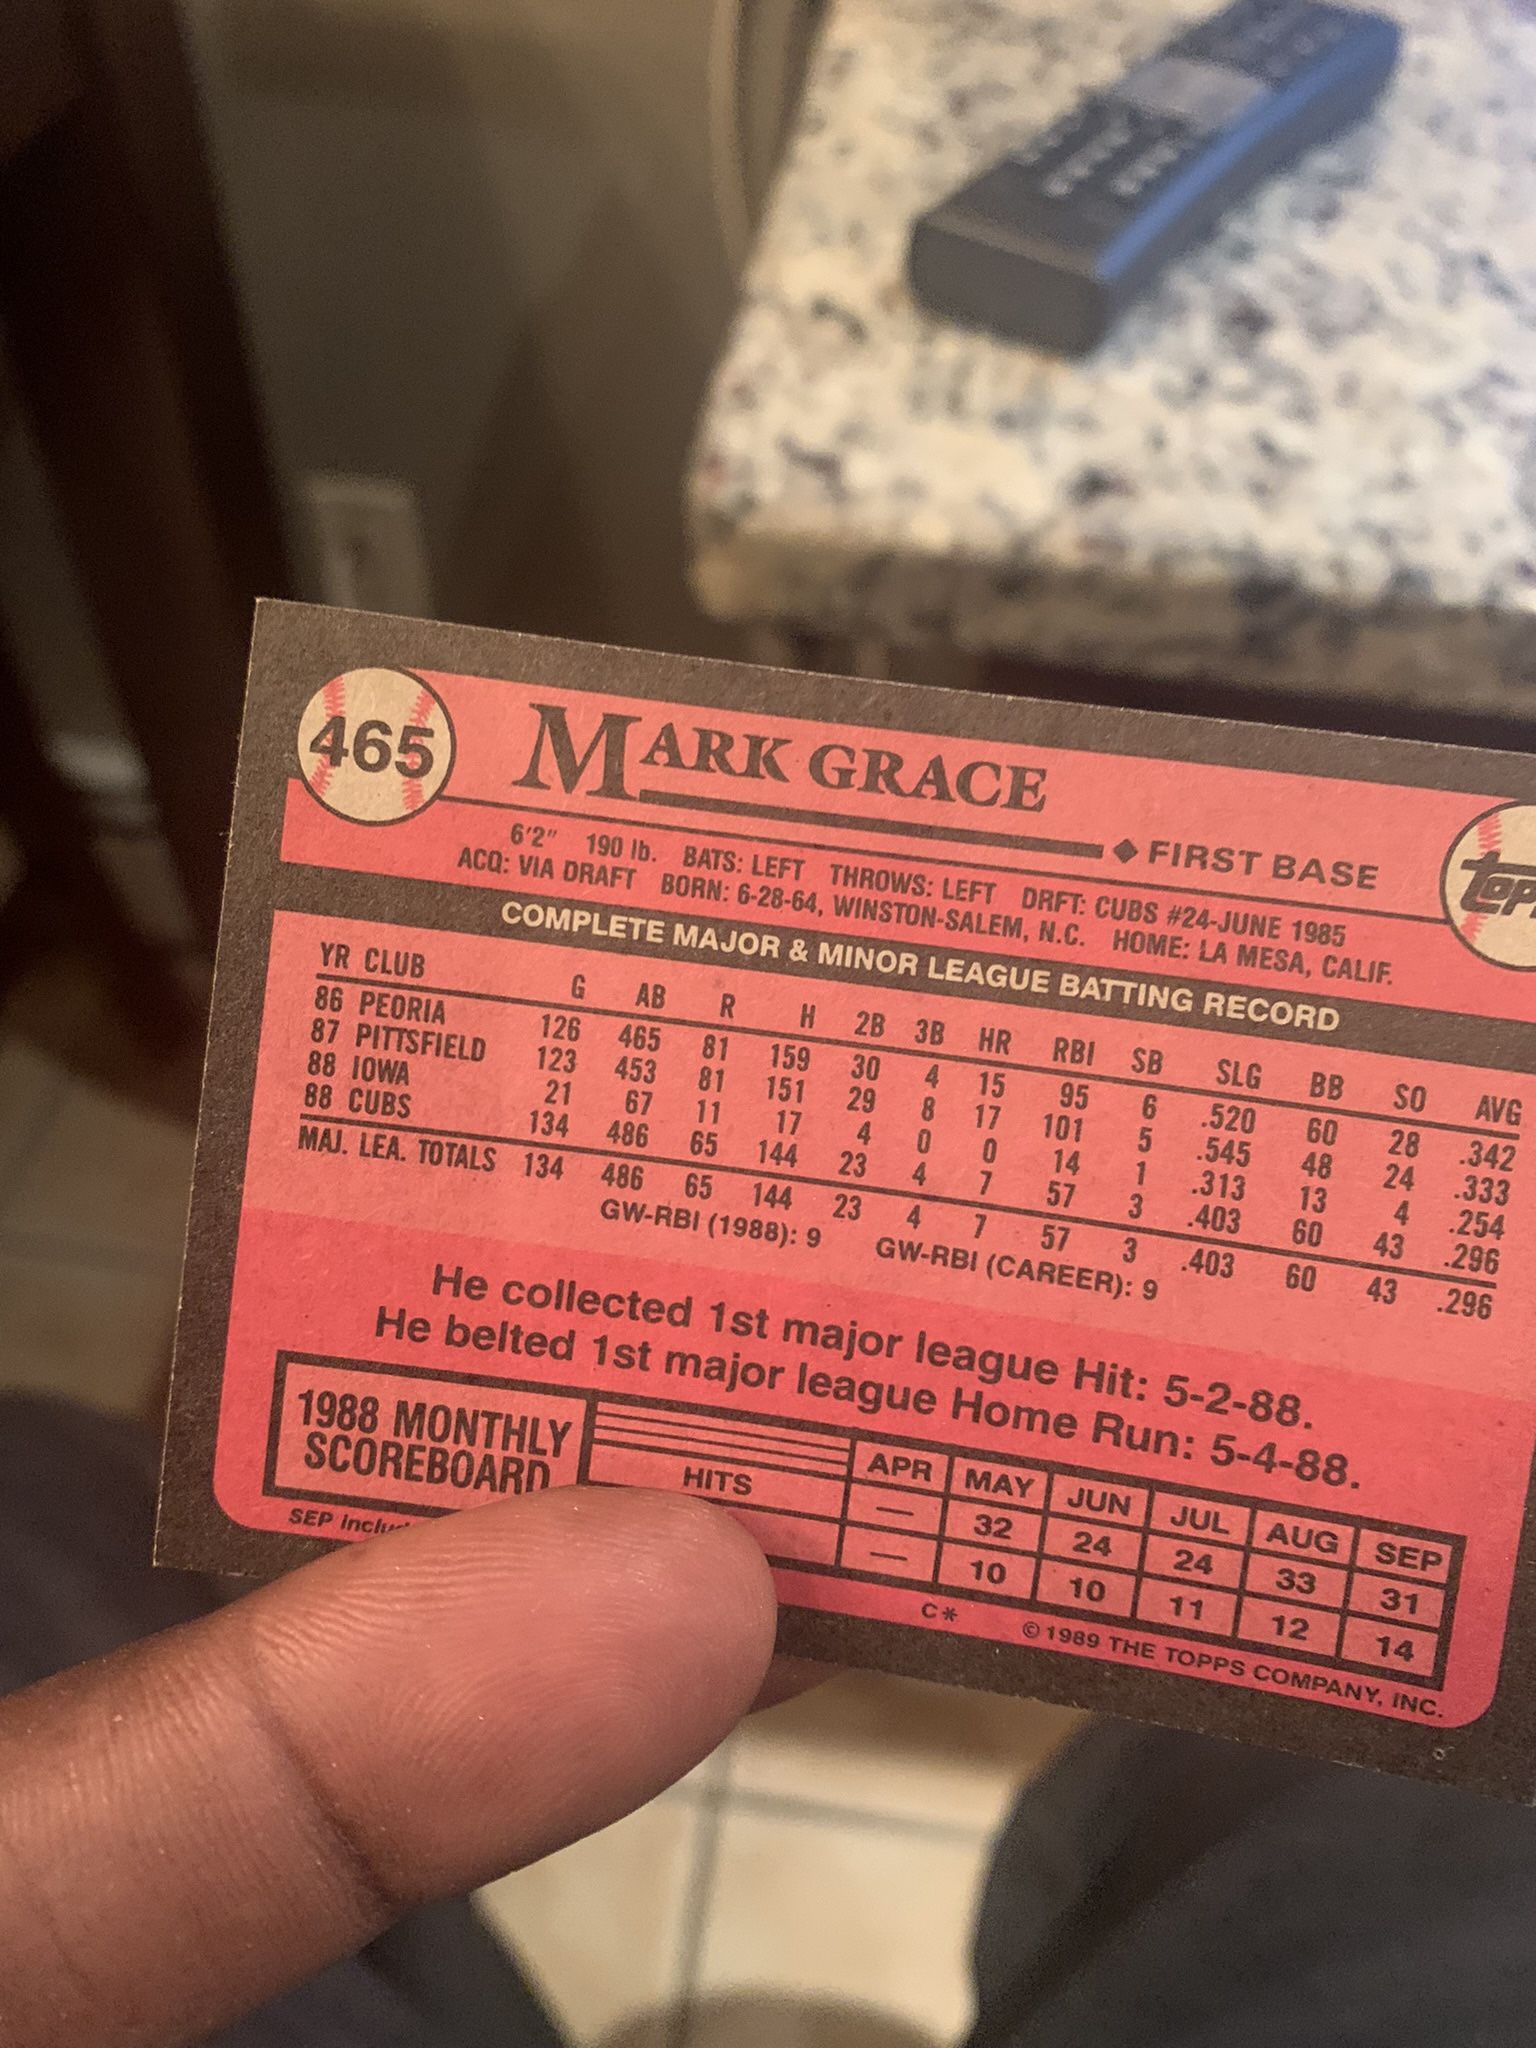 465 MARK GRACE
FIRST BASE
6'2" 190 lb. BATS: LEFT THROWS: LEFT DRFT: CUBS #24-JUNE 1985
ACQ: VIA DRAFT BORN: 6-28-64, WINSTON-SALEM, N.C. HOME: LA MESA, CALIF.
COMPLETE MAJOR & MINOR LEAGUE BATTING RECORD
YR CLUB G AB R H 2B 3B HR RBI SB SLG BB SO AVG
86 PEORIA 126 465 81 159 30 4 15 95 6 .520 60 28 .342
87 PITTSFIELD 123 453 81 151 29 8 17 101 5 .545 48 24 .333
88 IOWA 21 67 11 17 4 0 0 14 1 .313 13 4 .254
88 CUBS 134 486 65 144 23 4 7 57 3 .403 60 43 .296
MAJ. LEA. TOTALS 134 486 65 144 23 4 7 57 3 .403 60 43 .296
GW-RBI (1988): 9 GW-RBI (CAREER): 9
He collected 1st major league Hit: 5-2-88.
He belted 1st major league Home Run: 5-4-88.
1988 MONTHLY
SCOREBOARD
APR MAY JUN JUL AUG SEP
HITS — 32 24 24 33 31
— 10 10 11 12 14
SEP
C* © 1989 THE TOPPS COMPANY, INC.